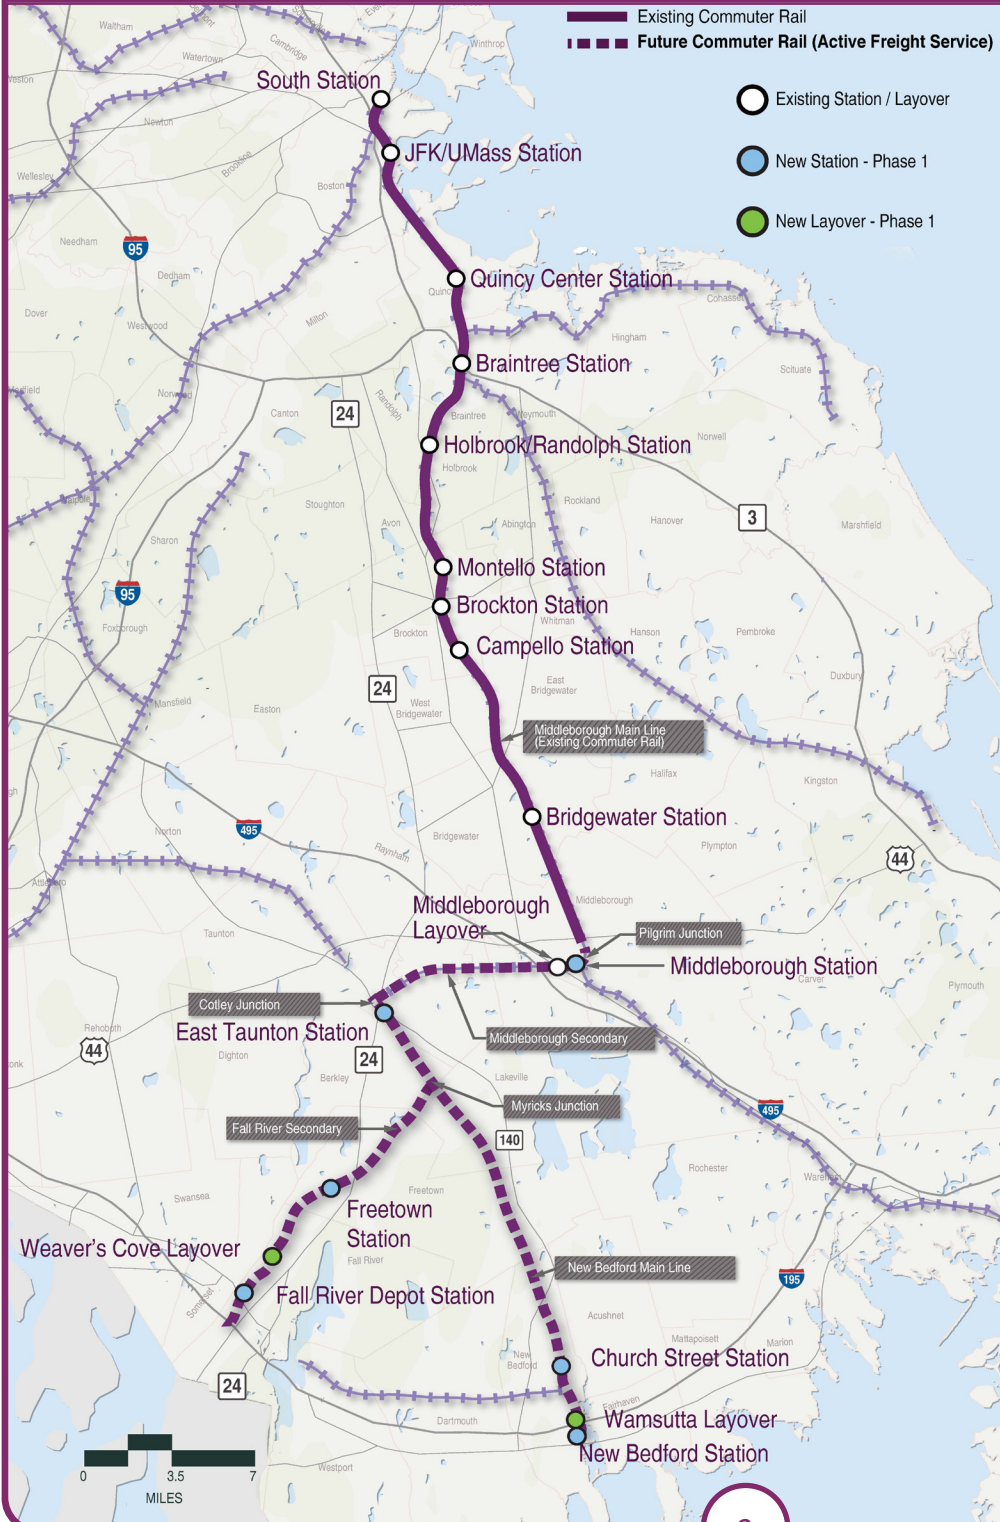 Existing Commuter Rail
Future Commuter Rail (Active Freight Service)
Existing Station / Layover
New Station - Phase 1
New Layover - Phase 1
Waltham
Belmont
Watertown
Cambridge
Winthrop
Weston
Newton
Brookline
Boston
Wellesley
South Station
JFK/UMass Station
95
Needham
Dedham
Dover
Westwood
Milton
Quincy
Quincy Center Station
Cohasset
Hingham
Scituate
Braintree Station
Medfield
Norwood
Canton
24
Randolph
Braintree
Weymouth
Norwell
Holbrook/Randolph Station
Holbrook
Walpole
Stoughton
Avon
Abington
Rockland
Hanover
3
Marshfield
Sharon
Montello Station
95
Brockton Station
Foxborough
Brockton
Whitman
Hanson
Pembroke
Campello Station
Duxbury
24
East
Bridgewater
West
Bridgewater
Mansfield
Easton
Middleborough Main Line
(Existing Commuter Rail)
Halifax
Kingston
Bridgewater Station
495
Norton
Raynham
Bridgewater
Plympton
44
Attleboro
Middleborough
Layover
Middleborough
Taunton
Pilgrim Junction
Middleborough Station
Carver
Plymouth
Cotley Junction
East Taunton Station
Rehoboth
44
Dighton
24
Middleborough Secondary
Berkley
Lakeville
Myricks Junction
495
Fall River Secondary
140
Rochester
Wareham
Swansea
Freetown
Freetown
Station
Weaver's Cove Layover
Fall River
New Bedford Main Line
195
Somerset
Fall River Depot Station
Acushnet
Mattapoisett
Marion
New
Bedford
Church Street Station
24
Fairhaven
Dartmouth
Wamsutta Layover
New Bedford Station
Westport
0
3.5
7
MILES